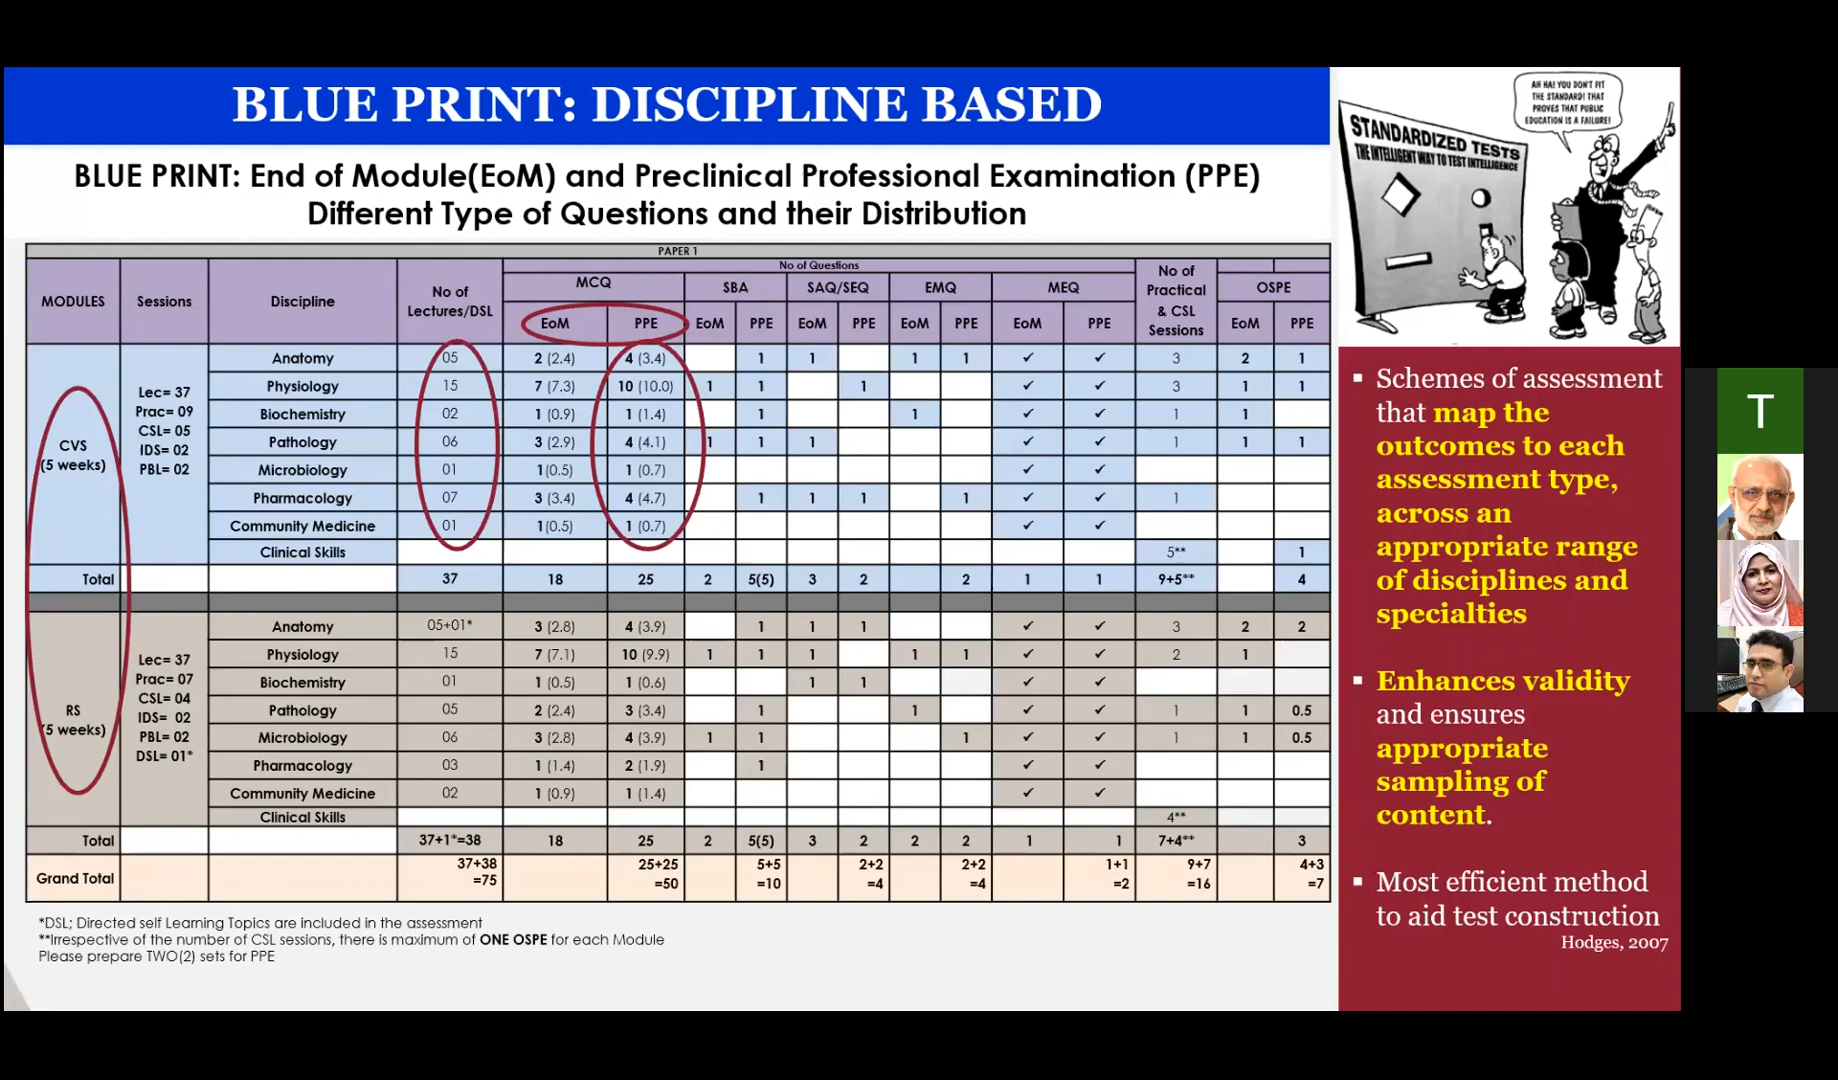 BLUE PRINT: DISCIPLINE BASED
BLUE PRINT: End of Module(EoM) and Preclinical Professional Examination (PPE)
Different Type of Questions and their Distribution
PAPER 1
MODULES Sessions Discipline No of Lectures/DSL No of Questions No of Practical & CSL Sessions OSPE
MCQ SBA SAQ/SEQ EMQ MEQ
EoM PPE EoM PPE EoM PPE EoM PPE EoM PPE EoM PPE
CVS
(5 weeks)
Lec= 37
Prac= 09
CSL= 05
IDS= 02
PBL= 02
Anatomy 05 2 (2.4) 4 (3.4) 1 1 1 1 ✓ ✓ 3 2 1
Physiology 15 7 (7.3) 10 (10.0) 1 1 1 ✓ ✓ 3 1 1
Biochemistry 02 1 (0.9) 1 (1.4) 1 1 ✓ ✓ 1 1
Pathology 06 3 (2.9) 4 (4.1) 1 1 1 ✓ ✓ 1 1 1
Microbiology 01 1(0.5) 1 (0.7) ✓ ✓
Pharmacology 07 3 (3.4) 4 (4.7) 1 1 1 1 ✓ ✓ 1
Community Medicine 01 1(0.5) 1 (0.7) ✓ ✓
Clinical Skills 5** 1
Total 37 18 25 2 5(5) 3 2 2 1 1 9+5** 4
RS
(5 weeks)
Lec= 37
Prac= 07
CSL= 04
IDS= 02
PBL= 02
DSL= 01*
Anatomy 05+01* 3 (2.8) 4 (3.9) 1 1 1 ✓ ✓ 3 2 2
Physiology 15 7 (7.1) 10 (9.9) 1 1 1 1 1 ✓ ✓ 2 1
Biochemistry 01 1 (0.5) 1 (0.6) 1 1 ✓ ✓
Pathology 05 2 (2.4) 3 (3.4) 1 1 ✓ ✓ 1 1 0.5
Microbiology 06 3 (2.8) 4 (3.9) 1 1 1 ✓ ✓ 1 1 0.5
Pharmacology 03 1 (1.4) 2 (1.9) 1 ✓ ✓
Community Medicine 02 1 (0.9) 1 (1.4) ✓ ✓
Clinical Skills 4**
Total 37+1*=38 18 25 2 5(5) 3 2 2 2 1 1 7+4** 3
Grand Total 37+38 =75 25+25 =50 5+5 =10 2+2 =4 2+2 =4 1+1 =2 9+7 =16 4+3 =7
*DSL; Directed self Learning Topics are included in the assessment
**Irrespective of the number of CSL sessions, there is maximum of ONE OSPE for each Module
Please prepare TWO(2) sets for PPE
AH HA! YOU DON'T FIT
THE STANDARD! THAT
PROVES THAT PUBLIC
EDUCATION IS A FAILURE!
STANDARDIZED TESTS
THE INTELLIGENT WAY TO TEST INTELLIGENCE
▪ Schemes of assessment
that map the
outcomes to each
assessment type,
across an
appropriate range
of disciplines and
specialties
▪ Enhances validity
and ensures
appropriate
sampling of
content.
▪ Most efficient method
to aid test construction
Hodges, 2007
T